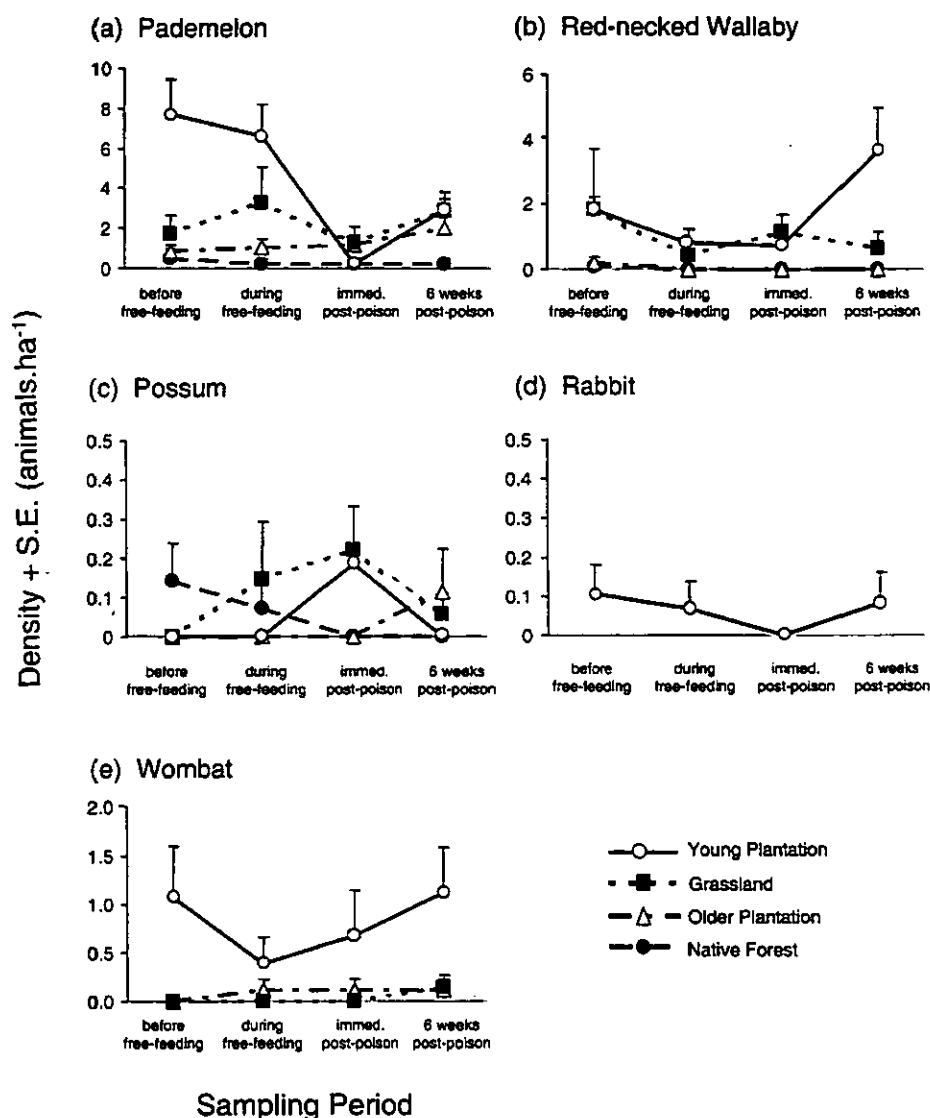 (a) Pademelon
(b) Red-necked Wallaby
10
8
6
4
2
0
before free-feeding
during free-feeding
immed. post-poison
6 weeks post-poison
6
4
2
0
before free-feeding
during free-feeding
immed. post-poison
6 weeks post-poison
Density + S.E. (animals.ha-1)
(c) Possum
(d) Rabbit
0.5
0.4
0.3
0.2
0.1
0
before free-feeding
during free-feeding
immed. post-poison
6 weeks post-poison
0.5
0.4
0.3
0.2
0.1
0
before free-feeding
during free-feeding
immed. post-poison
6 weeks post-poison
(e) Wombat
2.0
1.5
1.0
0.5
0.0
before free-feeding
during free-feeding
immed. post-poison
6 weeks post-poison
Young Plantation
Grassland
Older Plantation
Native Forest
Sampling Period